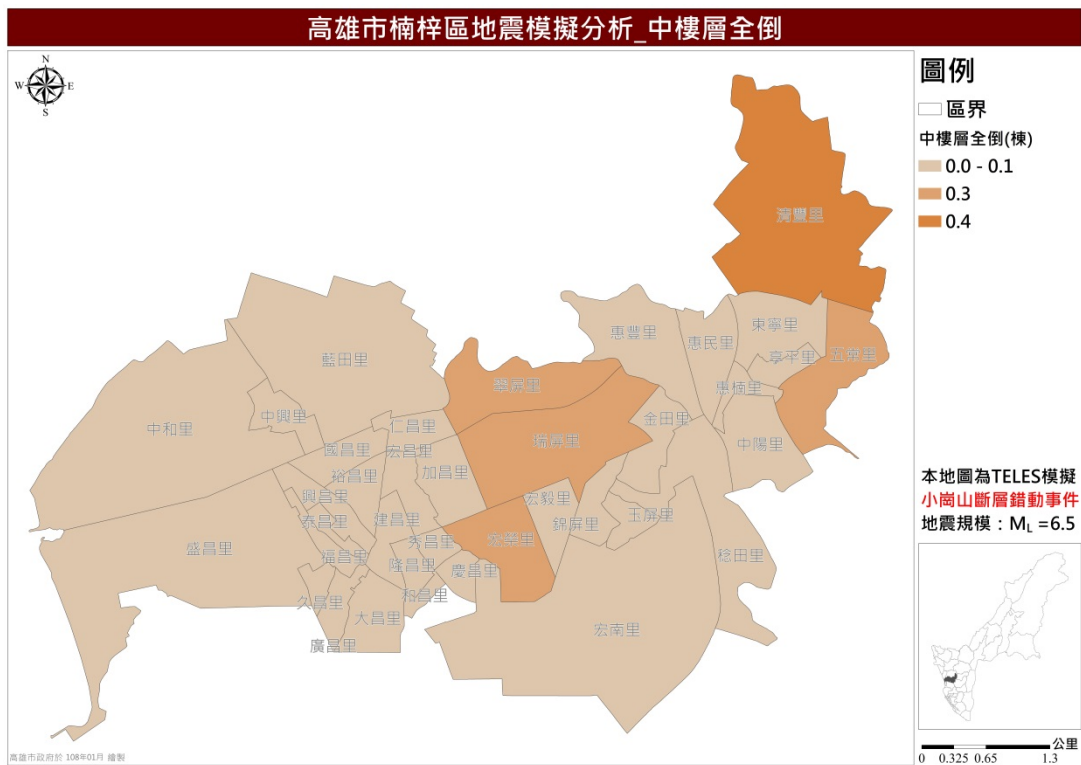 高雄市楠梓區地震模擬分析_中樓層全倒
N
W E
S
圖例
區界
中樓層全倒(棟)
0.0 - 0.1
0.3
0.4
清豐里
東寧里
惠豐里
惠民里
享平里
五常里
藍田里
翠屏里
惠楠里
中興里
仁昌里
金田里
中和里
瑞屏里
中陽里
國昌里
宏昌里
裕昌里
加昌里
興昌里
宏毅里
泰昌里
建昌里
錦屏里
玉屏里
盛昌里
秀昌里
宏榮里
福昌里
隆昌里
慶昌里
稔田里
久昌里
和昌里
大昌里
宏南里
廣昌里
本地圖為TELES模擬
小崗山斷層錯動事件
地震規模：ML =6.5
公里
0 0.325 0.65 1.3
高雄市政府於 108年01月 繪製